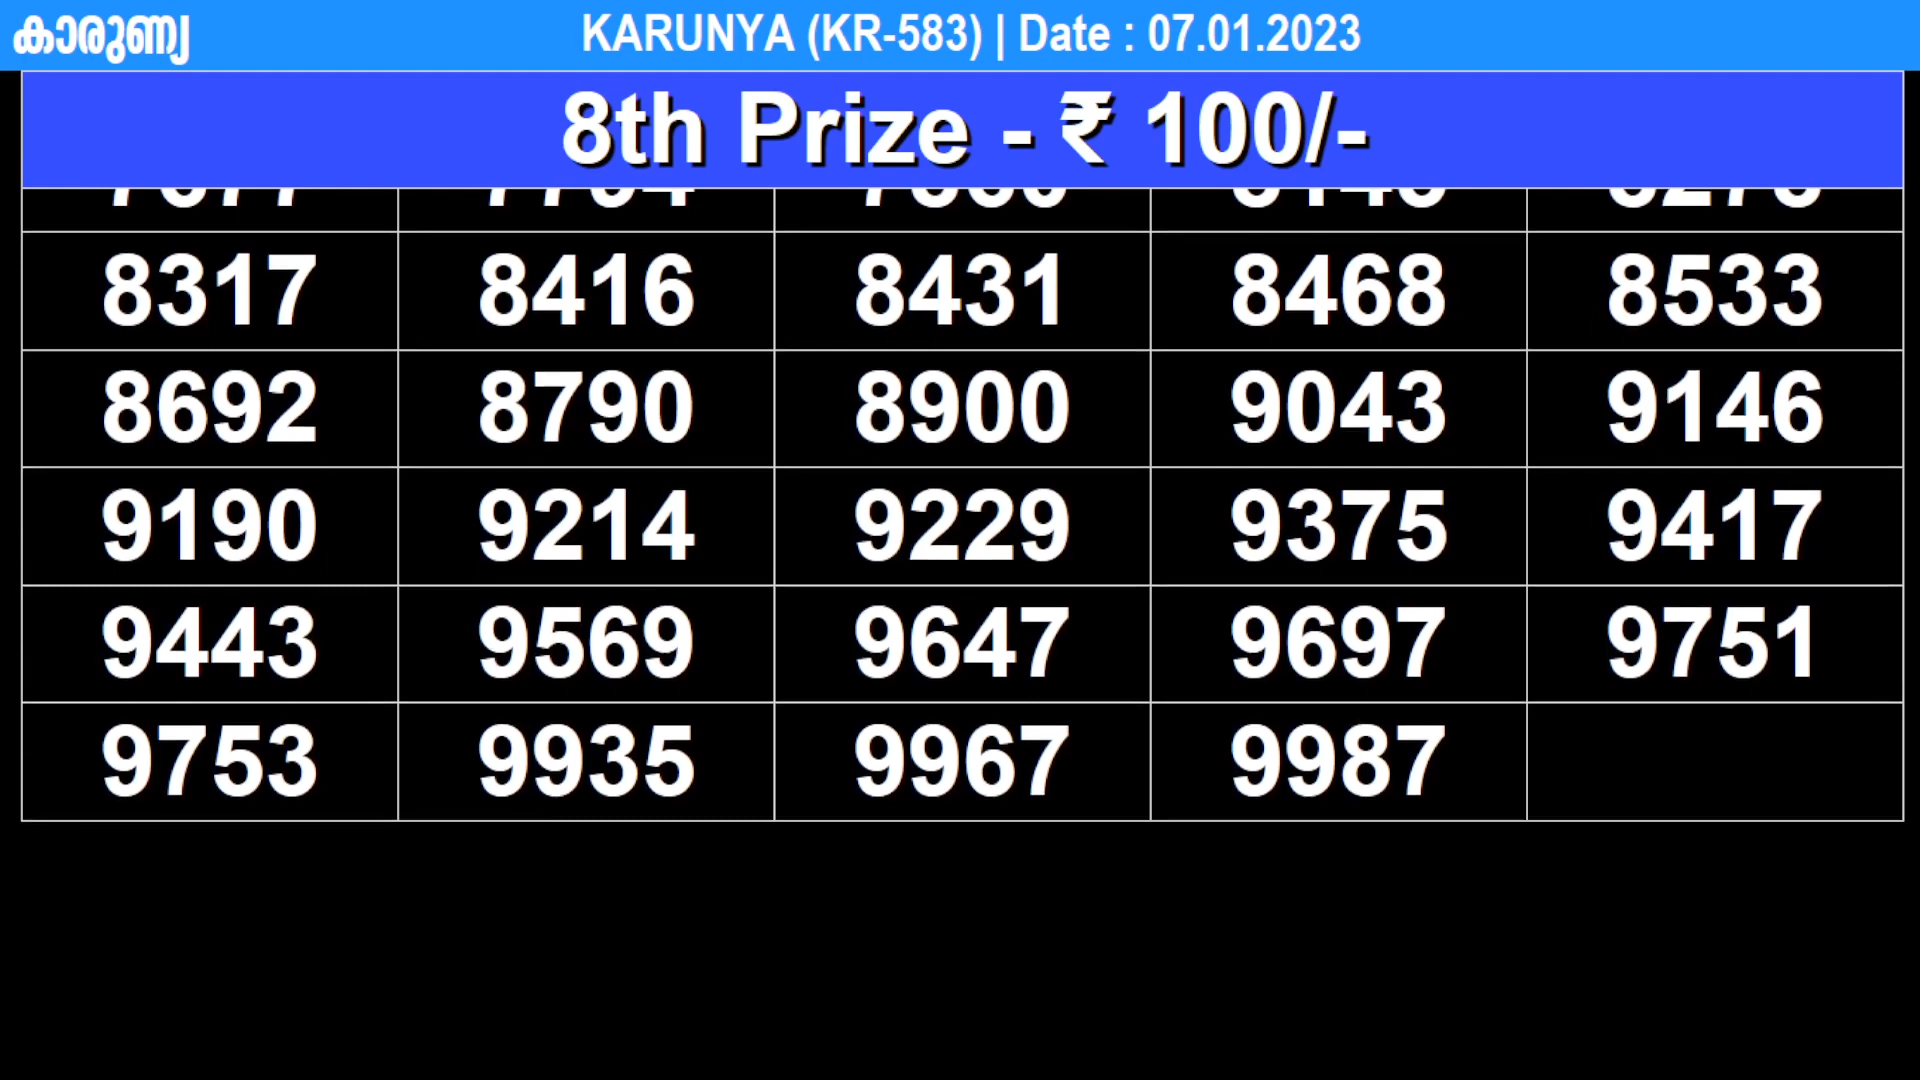 കാരുണ്യ KARUNYA (KR-583) | Date : 07.01.2023
8th Prize - ₹ 100/-
8317 8416 8431 8468 8533
8692 8790 8900 9043 9146
9190 9214 9229 9375 9417
9443 9569 9647 9697 9751
9753 9935 9967 9987